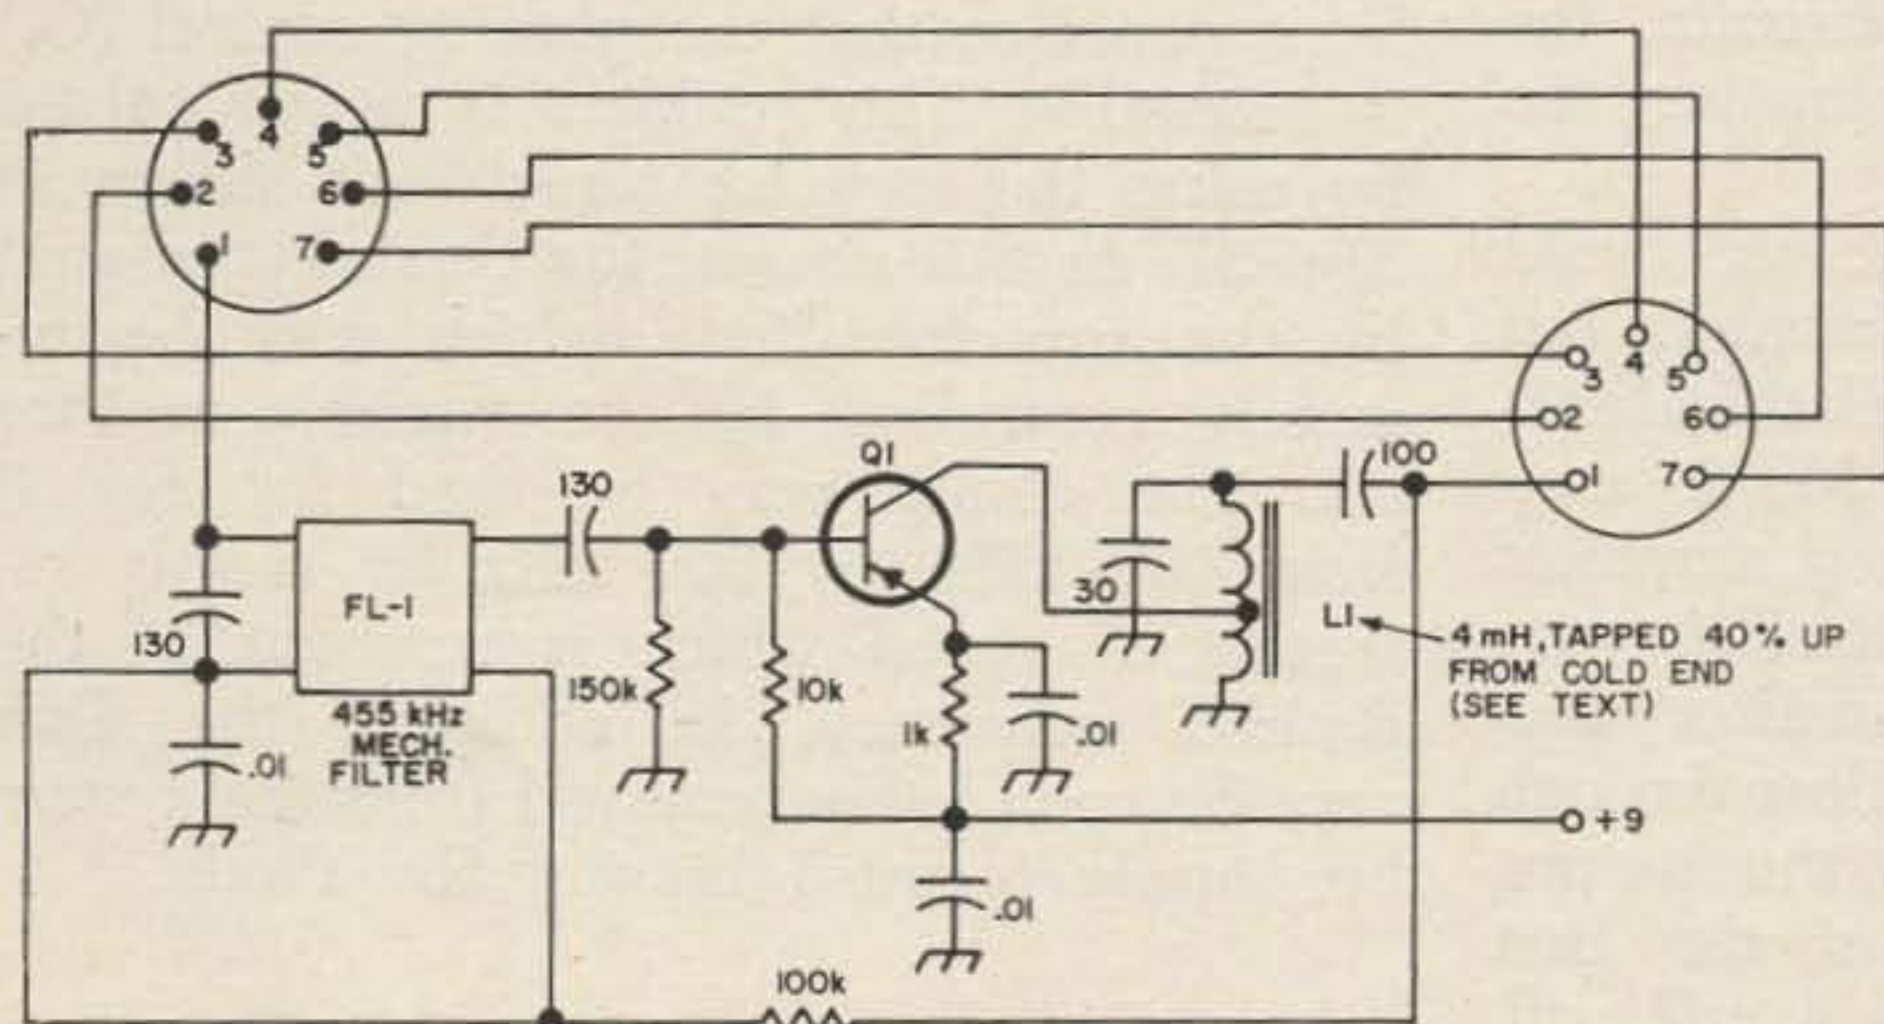 4
3
5
2
6
1
7
4
3
5
2
6
1
7
Q1
100
130
30
FL-1
130
L1
4 mH, TAPPED 40% UP
FROM COLD END
(SEE TEXT)
150k
10k
1k
.01
455 kHz
MECH.
FILTER
.01
+9
.01
100k